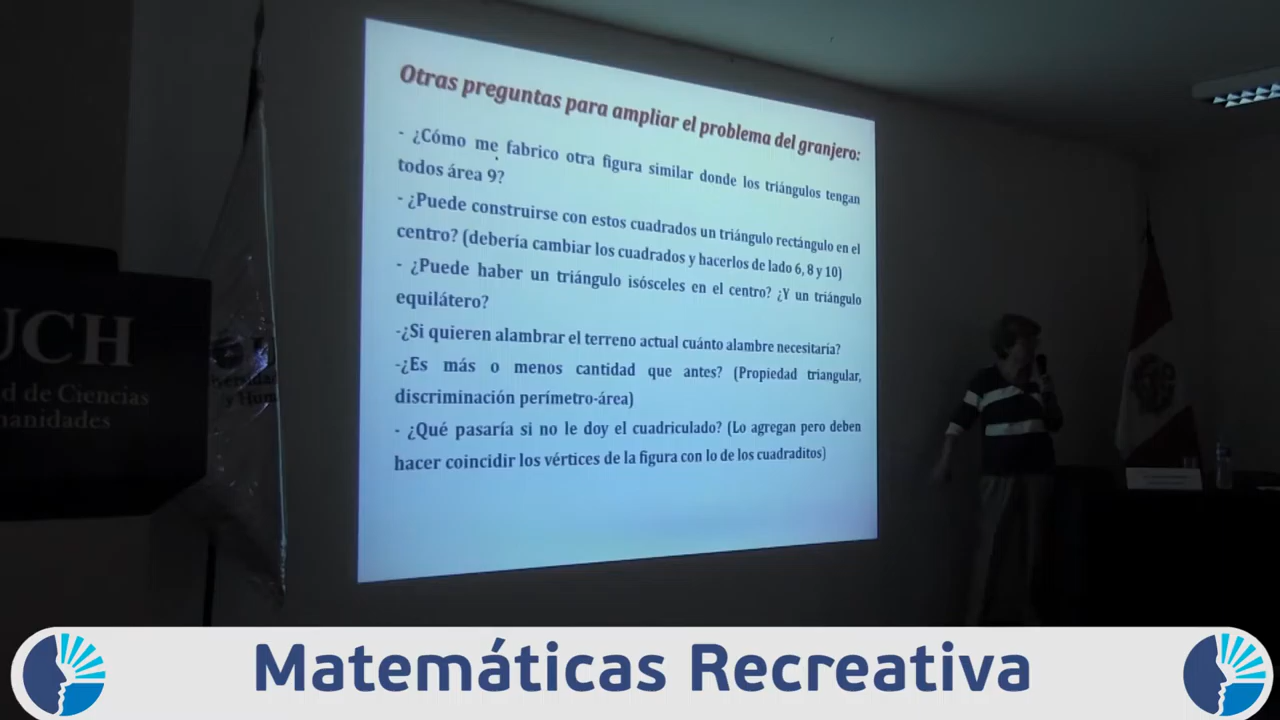 Otras preguntas para ampliar el problema del granjero:
- ¿Cómo me fabrico otra figura similar donde los triángulos tengan
todos área 9?
- ¿Puede construirse con estos cuadrados un triángulo rectángulo en el
centro? (debería cambiar los cuadrados y hacerlos de lado 6, 8 y 10)
- ¿Puede haber un triángulo isósceles en el centro? ¿Y un triángulo
equilátero?
-¿Si quieren alambrar el terreno actual cuánto alambre necesitaría?
-¿Es más o menos cantidad que antes? (Propiedad triangular,
discriminación perímetro-área)
- ¿Qué pasaría si no le doy el cuadriculado? (Lo agregan pero deben
hacer coincidir los vértices de la figura con lo de los cuadraditos)
UCH
d de Ciencias
manidades
y Hum
Matemáticas Recreativa